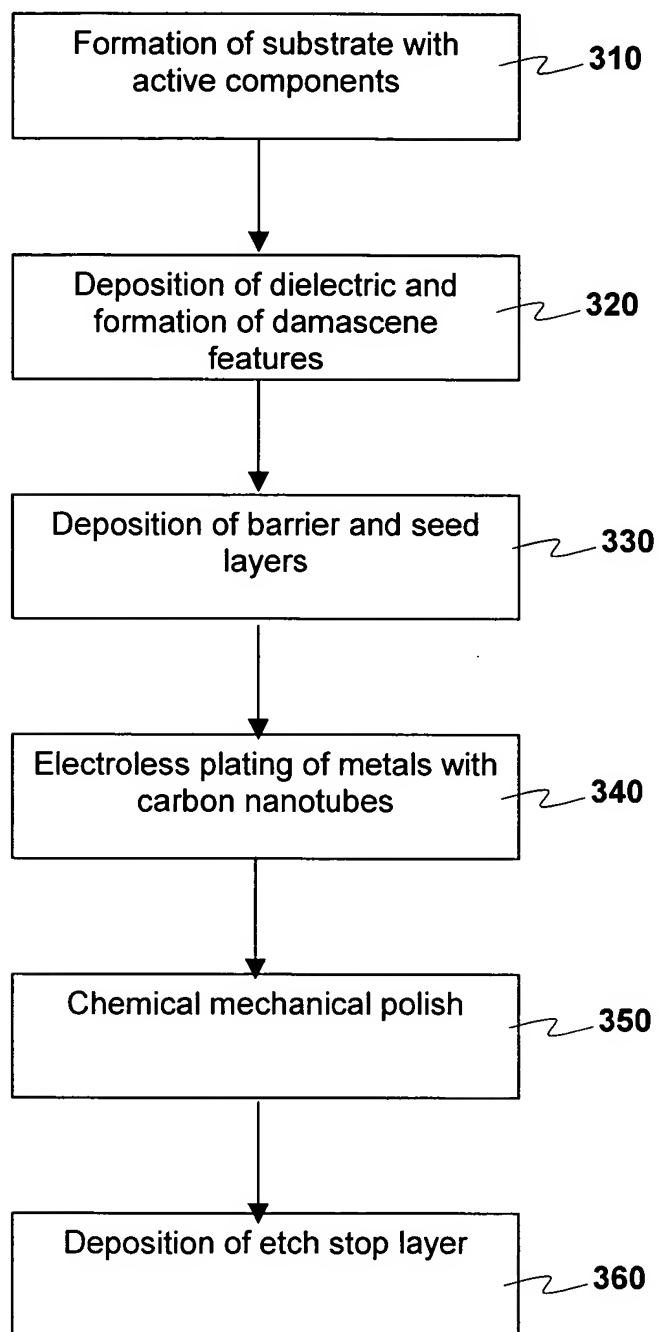 Formation of substrate with
active components
310
Deposition of dielectric and
formation of damascene
features
320
Deposition of barrier and seed
layers
330
Electroless plating of metals with
carbon nanotubes
340
Chemical mechanical polish
350
Deposition of etch stop layer
360